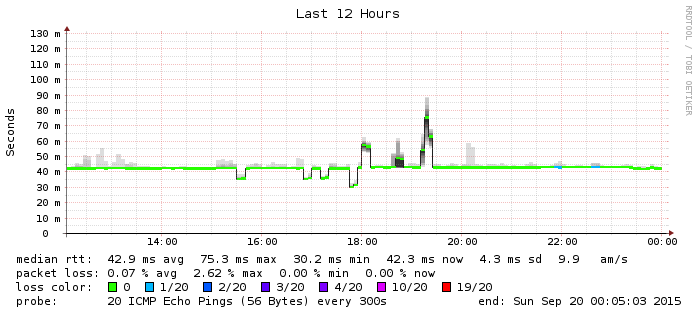 Last 12 Hours
RRDTOOL / TOBI OETIKER
Seconds
130 m
120 m
110 m
100 m
90 m
80 m
70 m
60 m
50 m
40 m
30 m
20 m
10 m
0
14:00 16:00 18:00 20:00 22:00 00:00
median rtt: 42.9 ms avg 75.3 ms max 30.2 ms min 42.3 ms now 4.3 ms sd 9.9 am/s
packet loss: 0.07 % avg 2.62 % max 0.00 % min 0.00 % now
loss color: 0 1/20 2/20 3/20 4/20 10/20 19/20
probe: 20 ICMP Echo Pings (56 Bytes) every 300s end: Sun Sep 20 00:05:03 2015